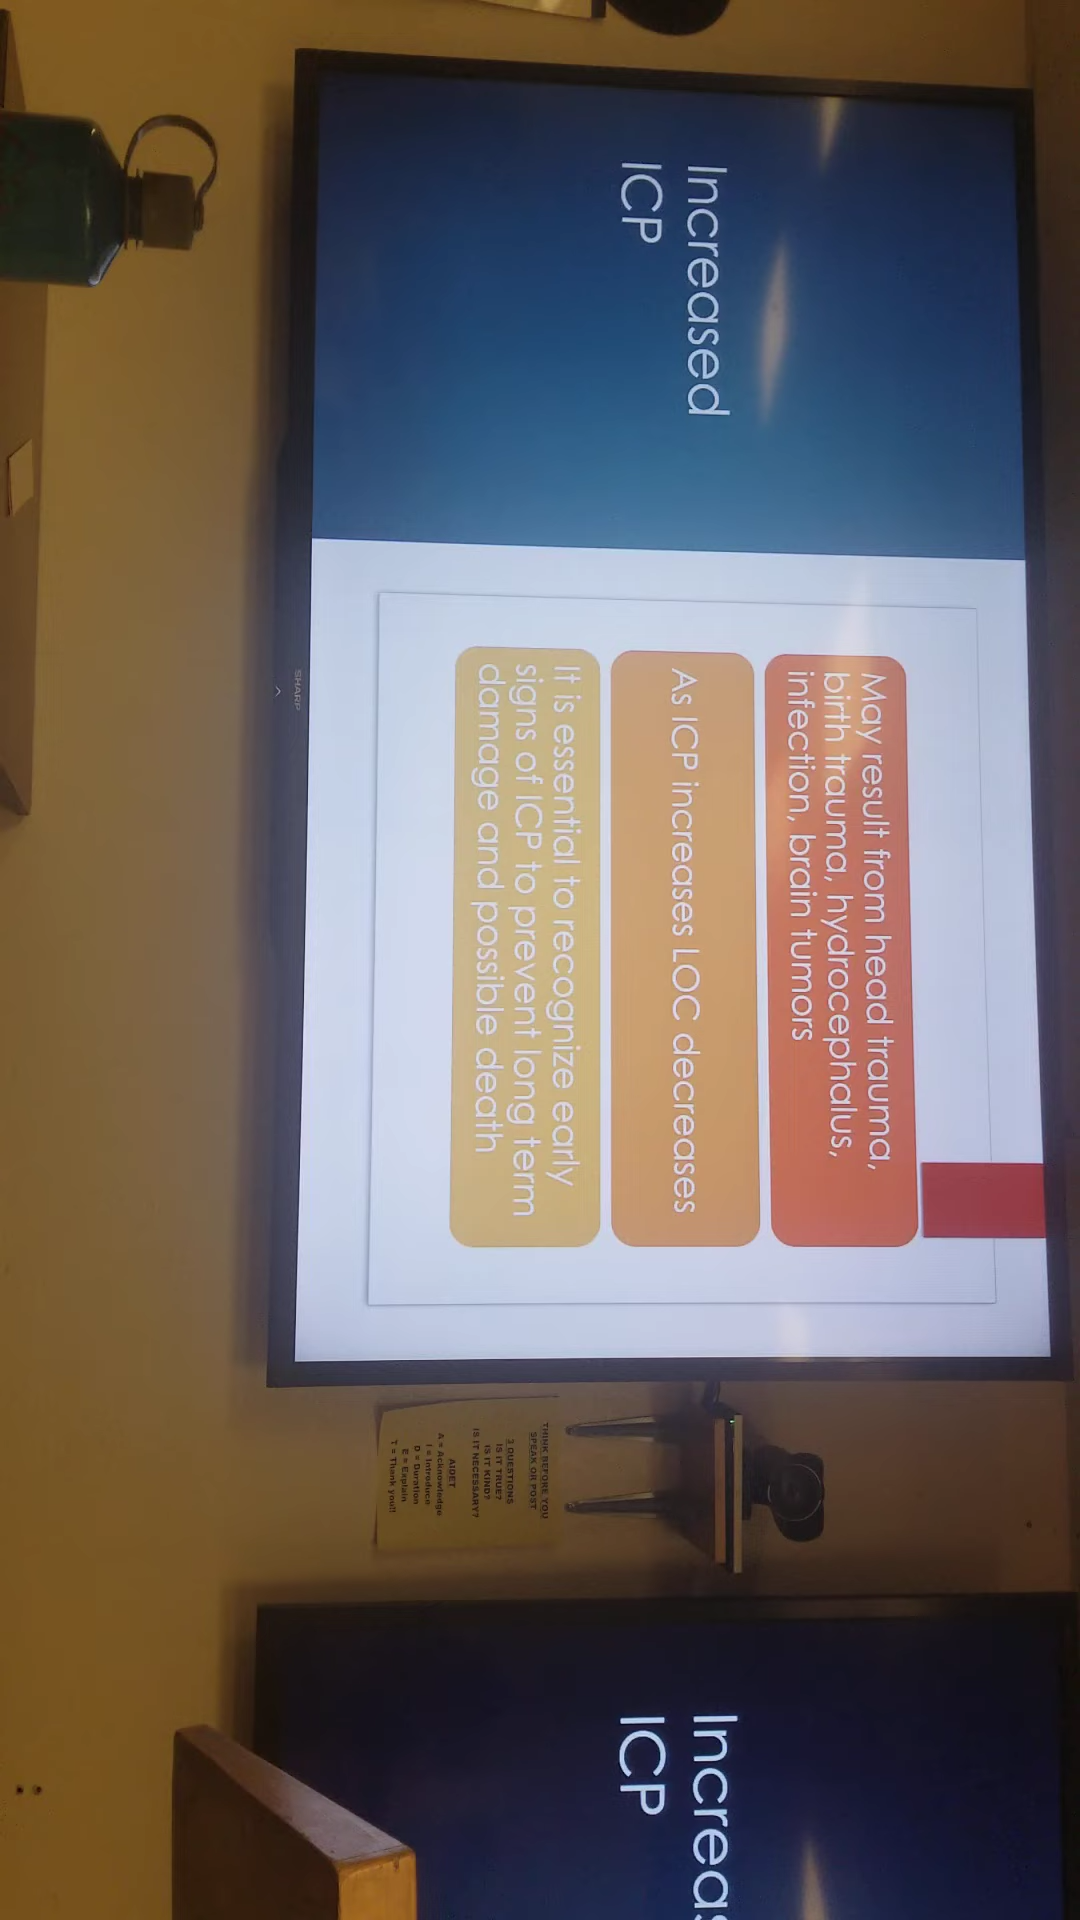 Increased
ICP
May result from head trauma,
birth trauma, hydrocephalus,
infection, brain tumors
As ICP increases LOC decreases
It is essential to recognize early
signs of ICP to prevent long term
damage and possible death
SHARP
THINK BEFORE YOU
SPEAK OR POST
3 QUESTIONS
IS IT TRUE?
IS IT KIND?
IS IT NECESSARY?
AIDET
A = Acknowledge
I = Introduce
D = Duration
E = Explain
T = Thank you!!
Increas
ICP